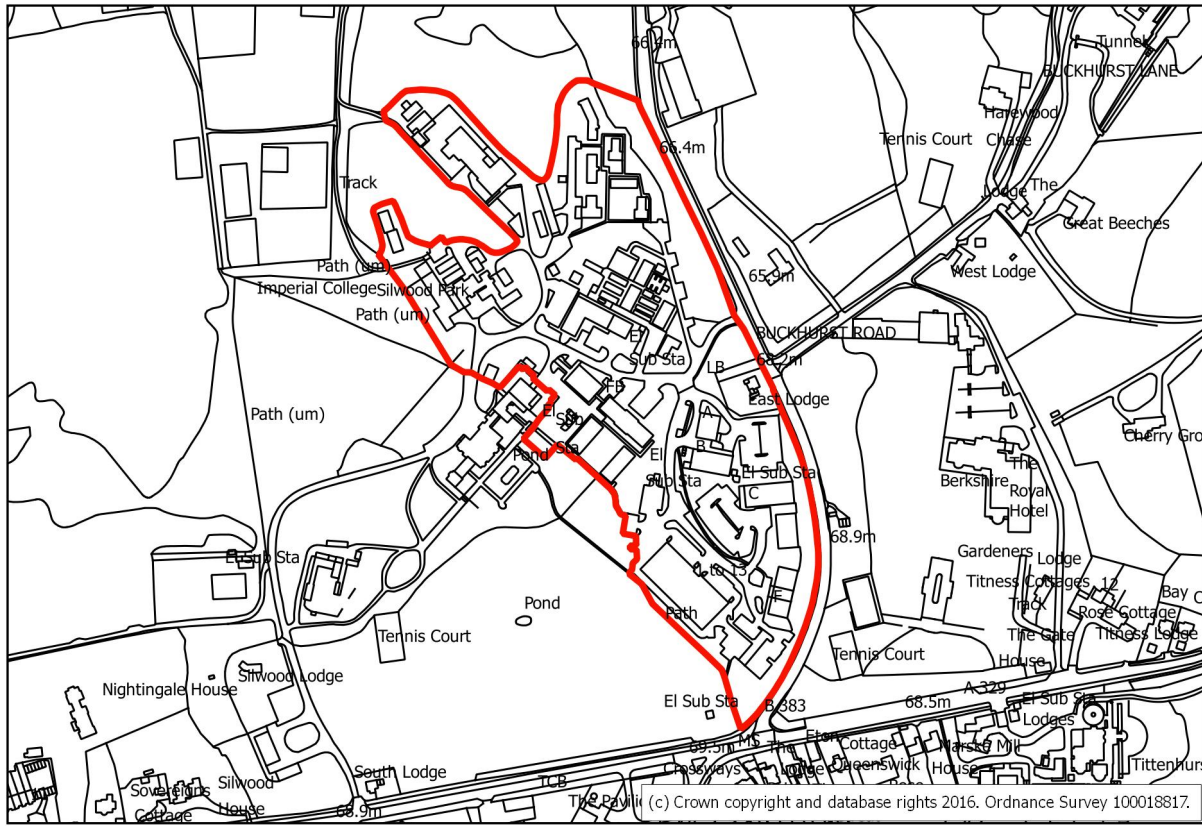 66.4m
Tunnel
BUCKHURST LANE
Harewood
Chase
Tennis Court
65.4m
Track
Lodge
The
Great Beeches
Path (um)
Imperial College
Silwood Park
65.9m
West Lodge
Path (um)
El
Sub Sta
BUCKHURST ROAD
68.2m
LB
East Lodge
Path (um)
El
Sub
Sta
A
B
C
Pond
El
Sub Sta
El Sub Sta
Cherry Gro
The
Berkshire
Royal
Hotel
68.9m
El Sub Sta
1 to 13
Gardeners
Lodge
Titness Cottages
12
Bay
Track
Rose Cottage
Pond
Path
Tennis Court
The Gate
House
Titness Lodge
Tennis Court
Silwood Lodge
Nightingale House
El Sub Sta
B 383
A 329
68.5m
El Sub Sta
Lodges
69.5m
MS
The
Lodge
Crossways
Eton
Cottage
Queenswick
House
Marske Mill
South Lodge
TCB
Silwood
House
Sovereigns
Cottage
68.9m
Tittenhurs
(c) Crown copyright and database rights 2016. Ordnance Survey 100018817.